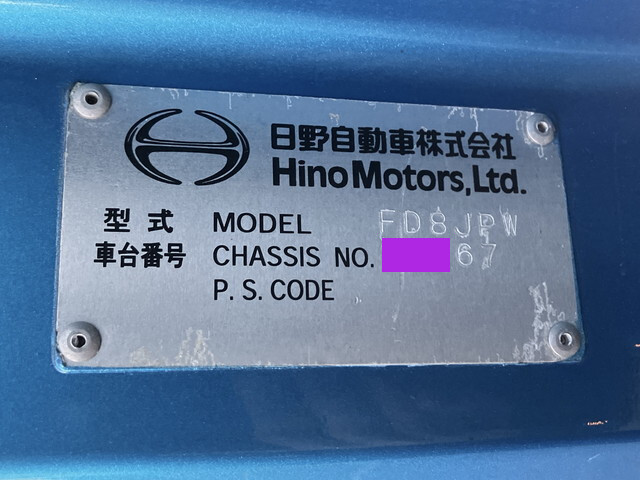 日野自動車株式会社
Hino Motors, Ltd.
型式 MODEL FD8JPW
車台番号 CHASSIS NO. 67
P. S. CODE